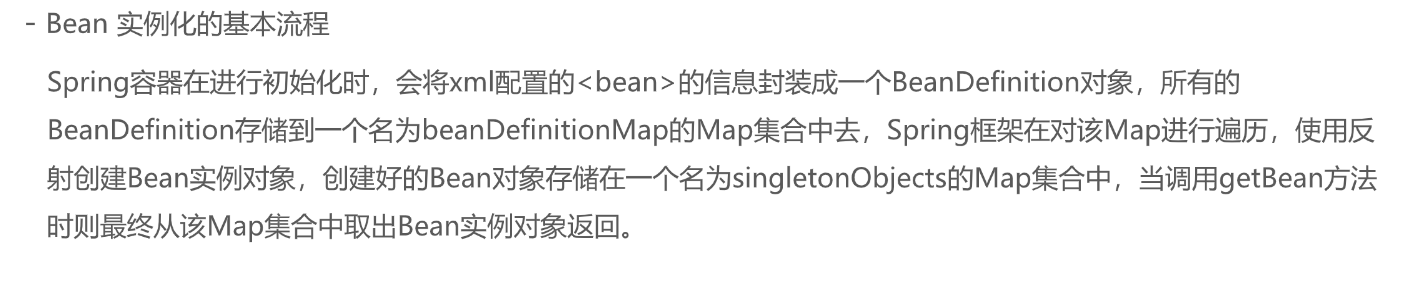 - Bean 实例化的基本流程
Spring容器在进行初始化时，会将xml配置的<bean>的信息封装成一个BeanDefinition对象，所有的
BeanDefinition存储到一个名为beanDefinitionMap的Map集合中去，Spring框架在对该Map进行遍历，使用反
射创建Bean实例对象，创建好的Bean对象存储在一个名为singletonObjects的Map集合中，当调用getBean方法
时则最终从该Map集合中取出Bean实例对象返回。